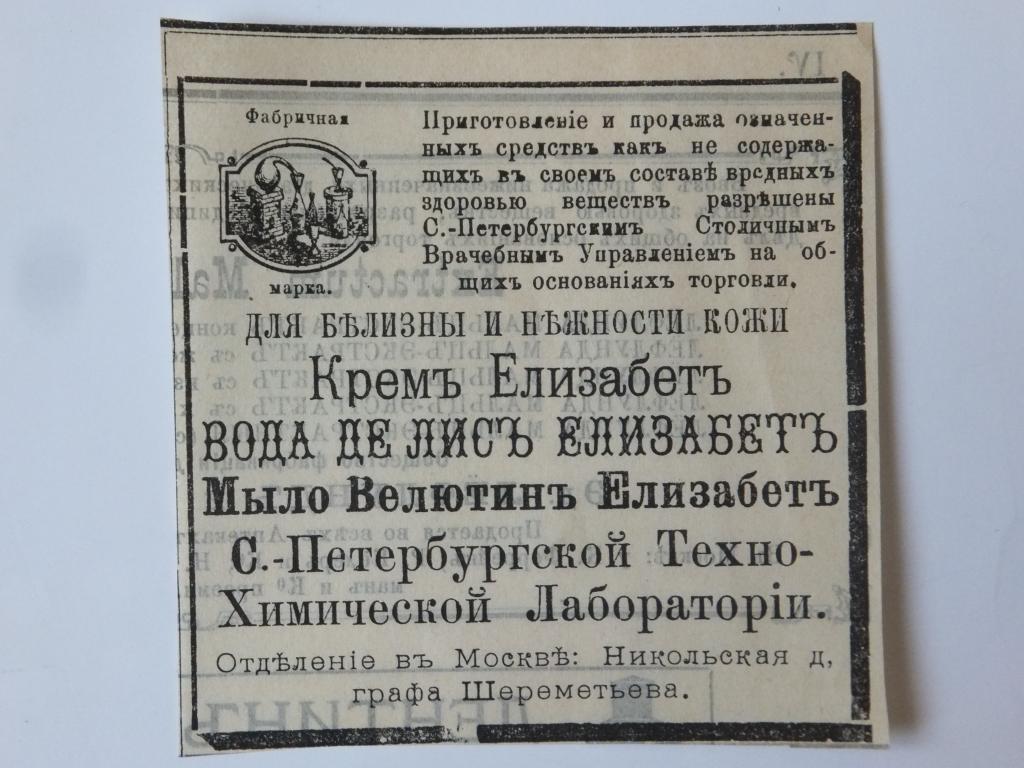 Фабричная
марка.
Приготовленіе и продажа означен-
ныхъ средствъ какъ не содержа-
щихъ въ своемъ составѣ вредныхъ
здоровью веществъ разрѣшены
С.-Петербургскимъ Столичнымъ
Врачебнымъ Управленіемъ на об-
щихъ основаніяхъ торговли.
ДЛЯ БѢЛИЗНЫ И НѢЖНОСТИ КОЖИ
Кремъ Елизабетъ
ВОДА ДЕ ЛИСЪ ЕЛИЗАБЕТЪ
Мыло Велютинъ Елизабетъ
С.-Петербургской Техно-
Химической Лабораторіи.
Отдѣленіе въ Москвѣ: Никольская д,
графа Шереметьева.